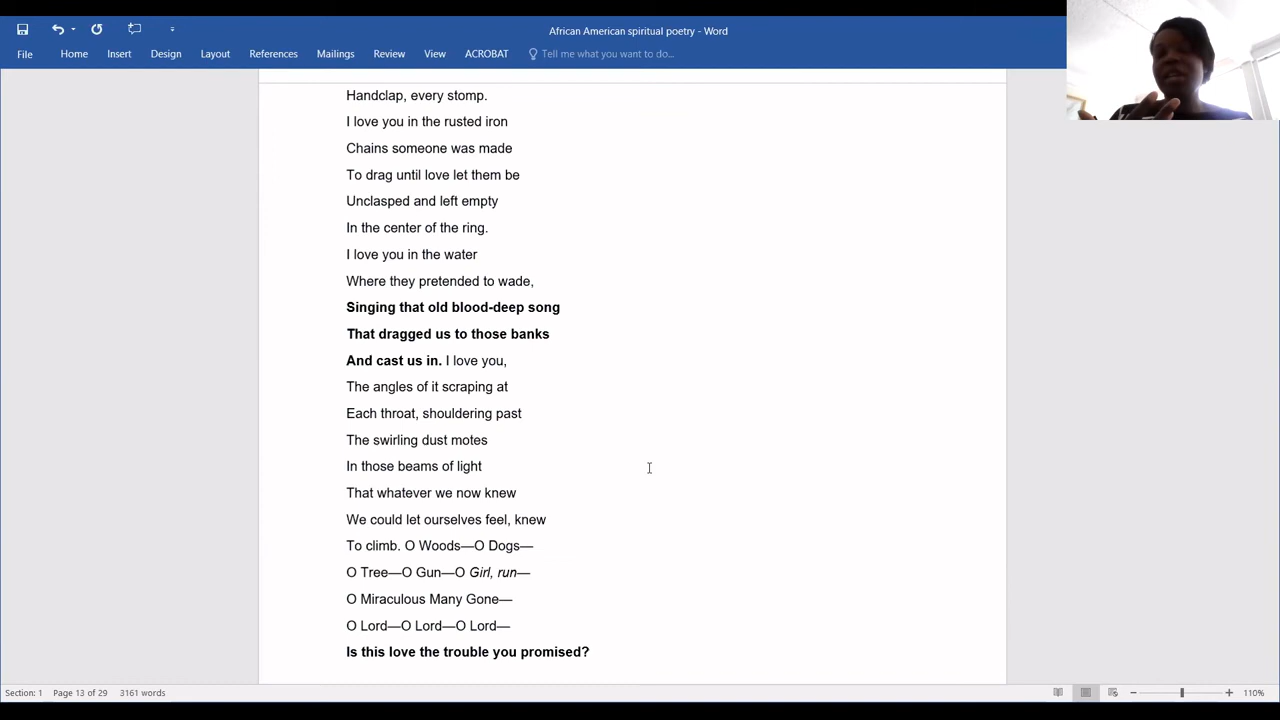 African American spiritual poetry - Word
File Home Insert Design Layout References Mailings Review View ACROBAT Tell me what you want to do...
Handclap, every stomp.
I love you in the rusted iron
Chains someone was made
To drag until love let them be
Unclasped and left empty
In the center of the ring.
I love you in the water
Where they pretended to wade,
Singing that old blood-deep song
That dragged us to those banks
And cast us in. I love you,
The angles of it scraping at
Each throat, shouldering past
The swirling dust motes
In those beams of light
That whatever we now knew
We could let ourselves feel, knew
To climb. O Woods—O Dogs—
O Tree—O Gun—O Girl, run—
O Miraculous Many Gone—
O Lord—O Lord—O Lord—
Is this love the trouble you promised?
Section: 1 Page 13 of 29 3161 words 110%